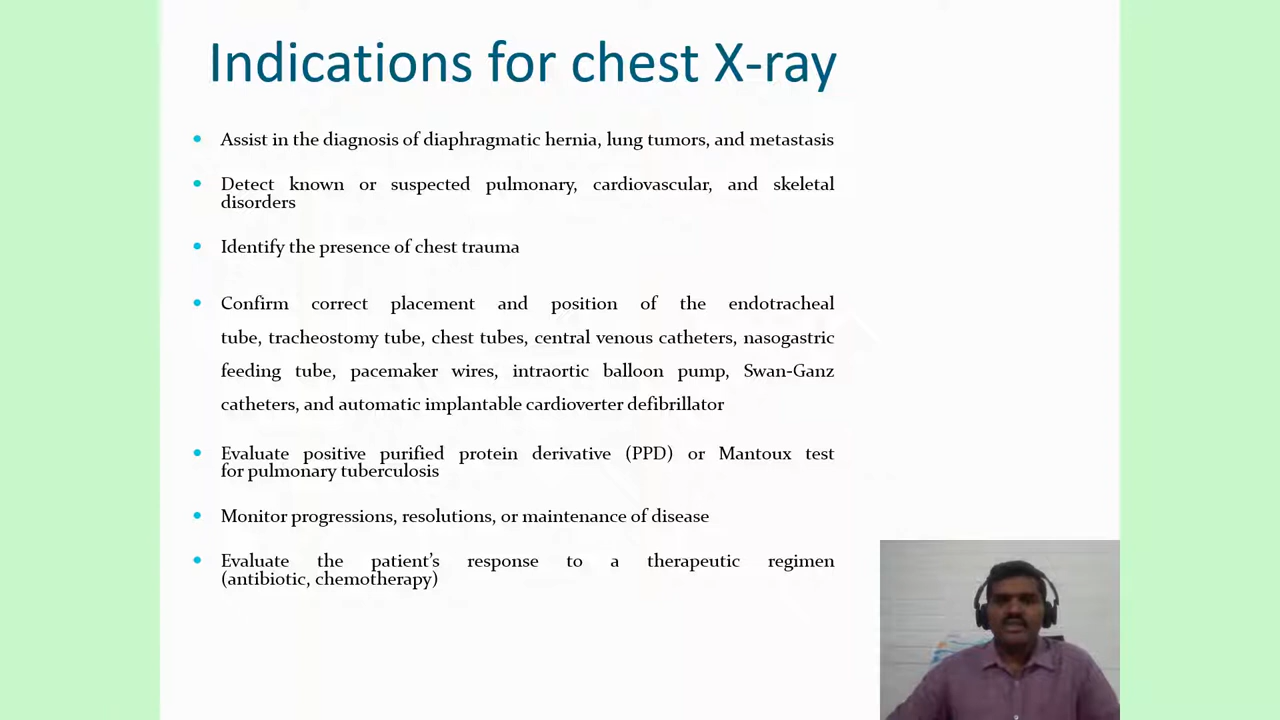 Indications for chest X-ray
• Assist in the diagnosis of diaphragmatic hernia, lung tumors, and metastasis
• Detect known or suspected pulmonary, cardiovascular, and skeletal
disorders
• Identify the presence of chest trauma
• Confirm correct placement and position of the endotracheal
tube, tracheostomy tube, chest tubes, central venous catheters, nasogastric
feeding tube, pacemaker wires, intraortic balloon pump, Swan-Ganz
catheters, and automatic implantable cardioverter defibrillator
• Evaluate positive purified protein derivative (PPD) or Mantoux test
for pulmonary tuberculosis
• Monitor progressions, resolutions, or maintenance of disease
• Evaluate the patient’s response to a therapeutic regimen
(antibiotic, chemotherapy)